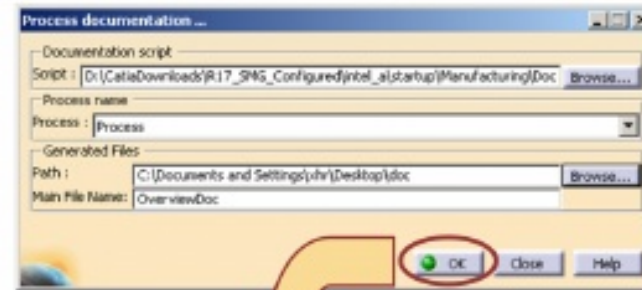 Process documentation ...
Documentation script
Script : D:\CatiaDownloads\R17_SMG_Configured\intel_a\startup\Manufacturing\Doc Browse...
Process name
Process : Process
Generated Files
Path : C:\Documents and Settings\xhr\Desktop\doc Browse...
Main File Name: OverviewDoc
OK Close Help